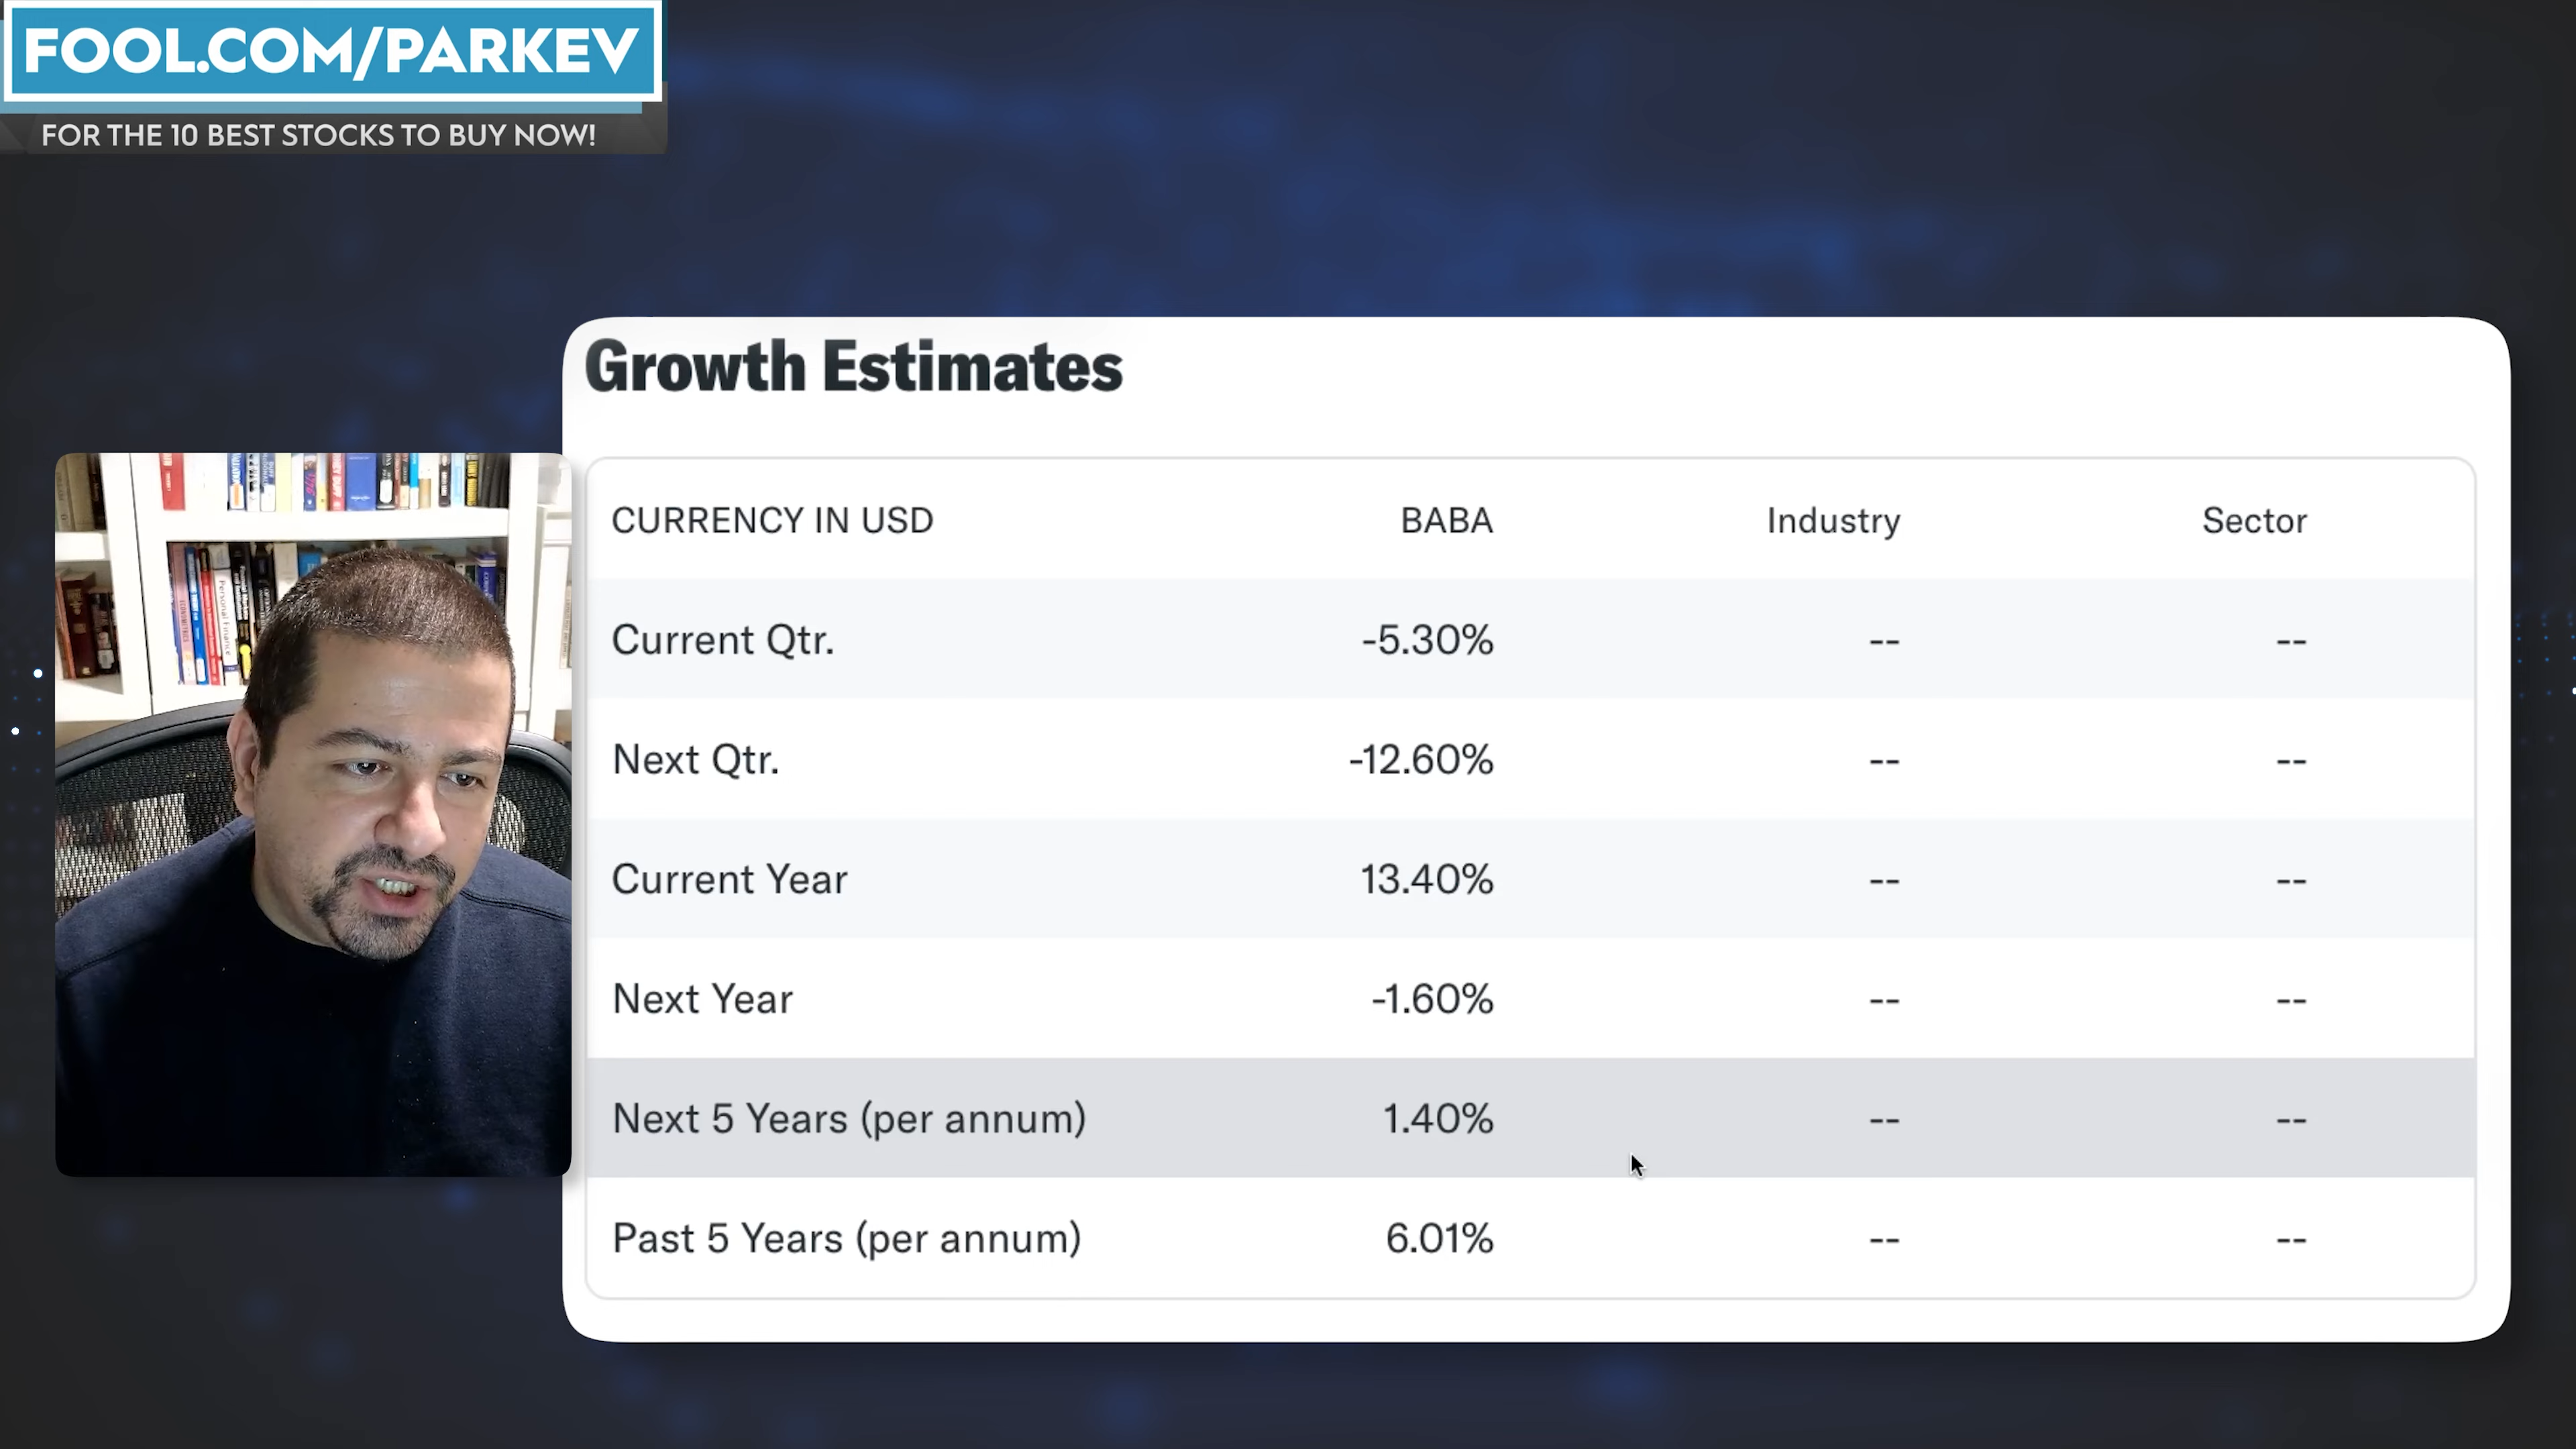 FOOL.COM/PARKEV
FOR THE 10 BEST STOCKS TO BUY NOW!
Growth Estimates
CURRENCY IN USD BABA Industry Sector
Current Qtr. -5.30% -- --
Next Qtr. -12.60% -- --
Current Year 13.40% -- --
Next Year -1.60% -- --
Next 5 Years (per annum) 1.40% -- --
Past 5 Years (per annum) 6.01% -- --
Personal Finance